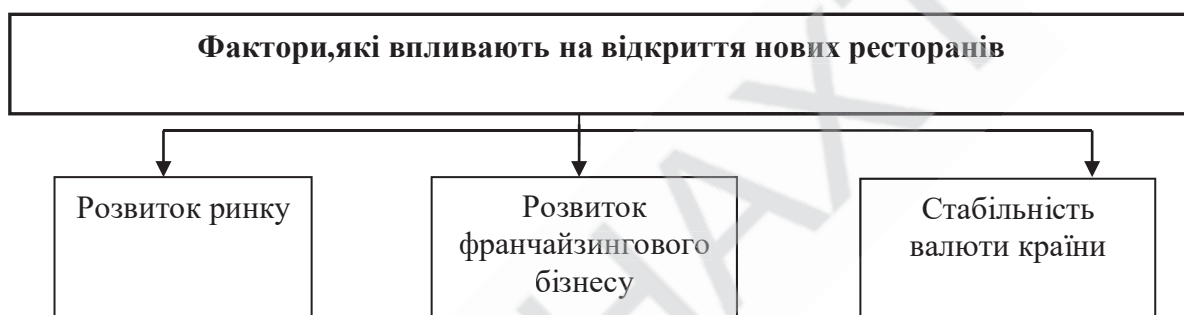 Фактори,які впливають на відкриття нових ресторанів
Розвиток ринку
Розвиток
франчайзингового
бізнесу
Стабільність
валюти країни